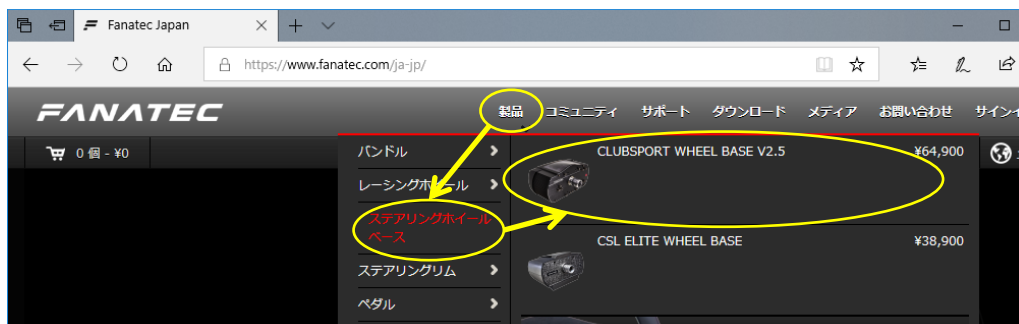 Fanatec Japan
https://www.fanatec.com/ja-jp/
FANATEC
製品 コミュニティ サポート ダウンロード メディア お問い合わせ サインイ
0 個 - ¥0
バンドル
レーシングホイール
ステアリングホイール
ベース
ステアリングリム
ペダル
CLUBSPORT WHEEL BASE V2.5 ¥64,900
CSL ELITE WHEEL BASE ¥38,900